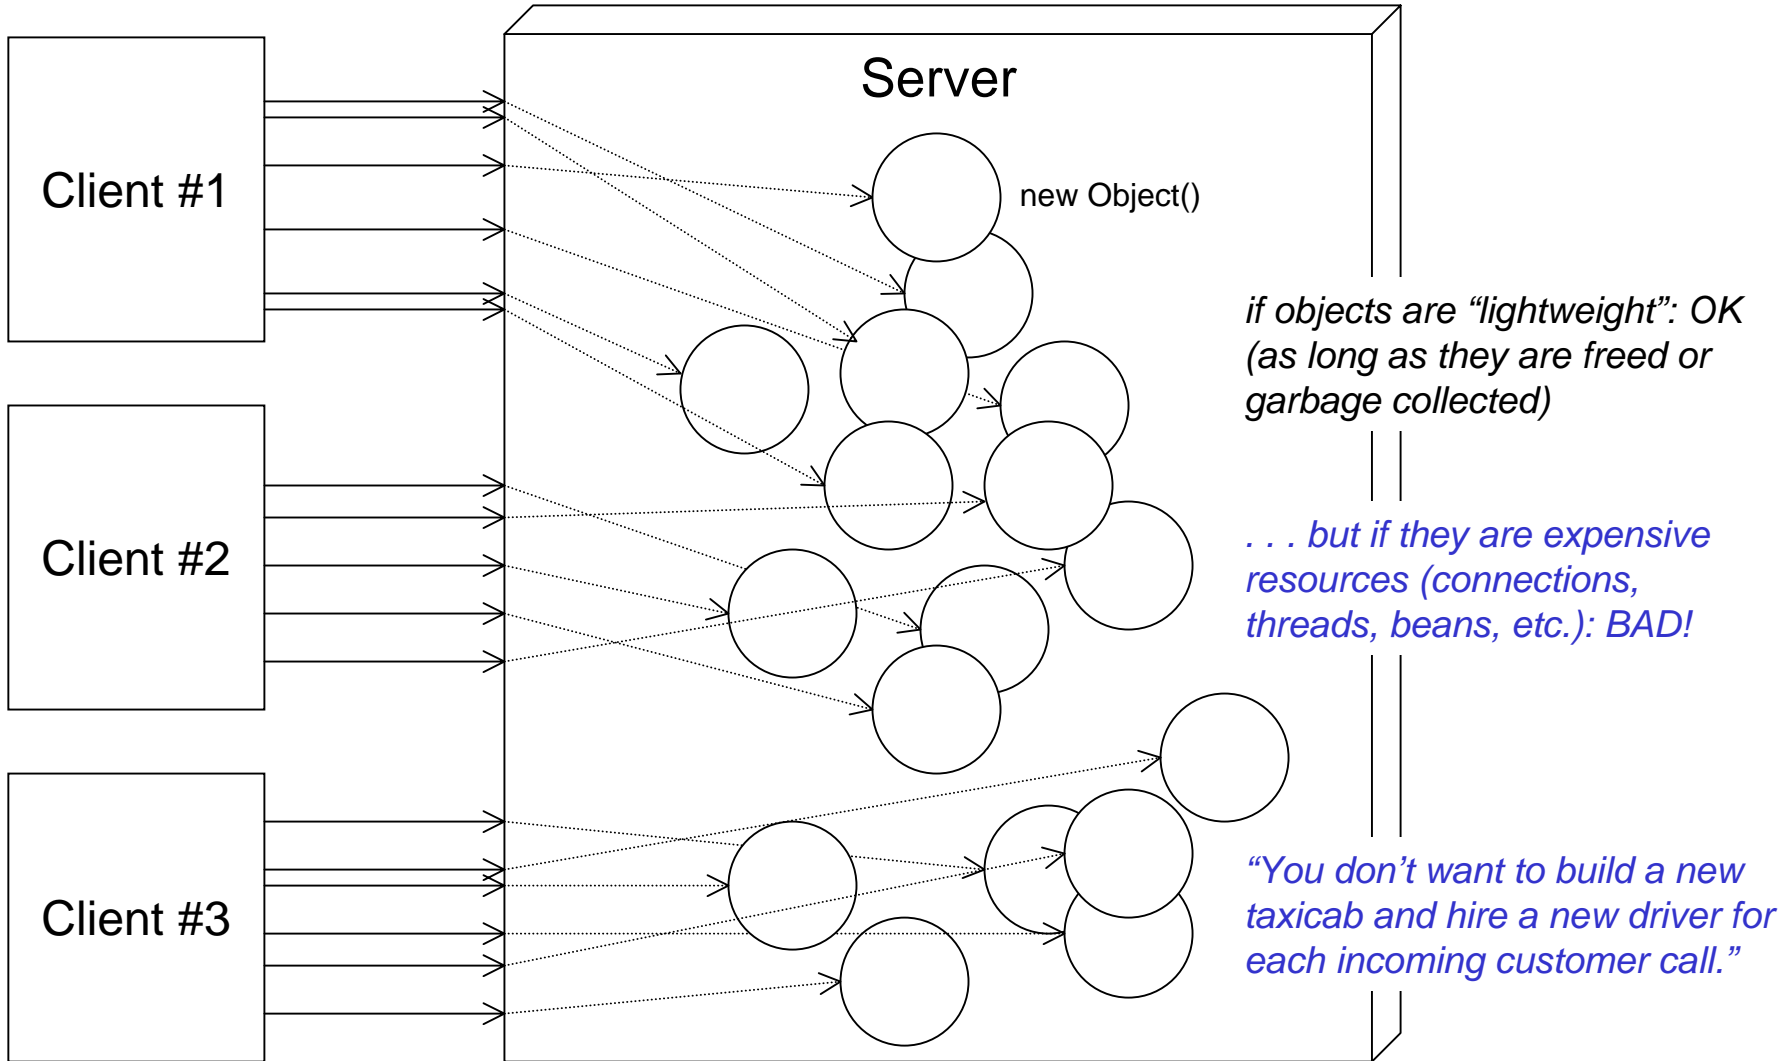 Server
Client #1
new Object()
if objects are “lightweight”: OK
(as long as they are freed or
garbage collected)
Client #2
. . . but if they are expensive
resources (connections,
threads, beans, etc.): BAD!
Client #3
“You don’t want to build a new
taxicab and hire a new driver for
each incoming customer call.”